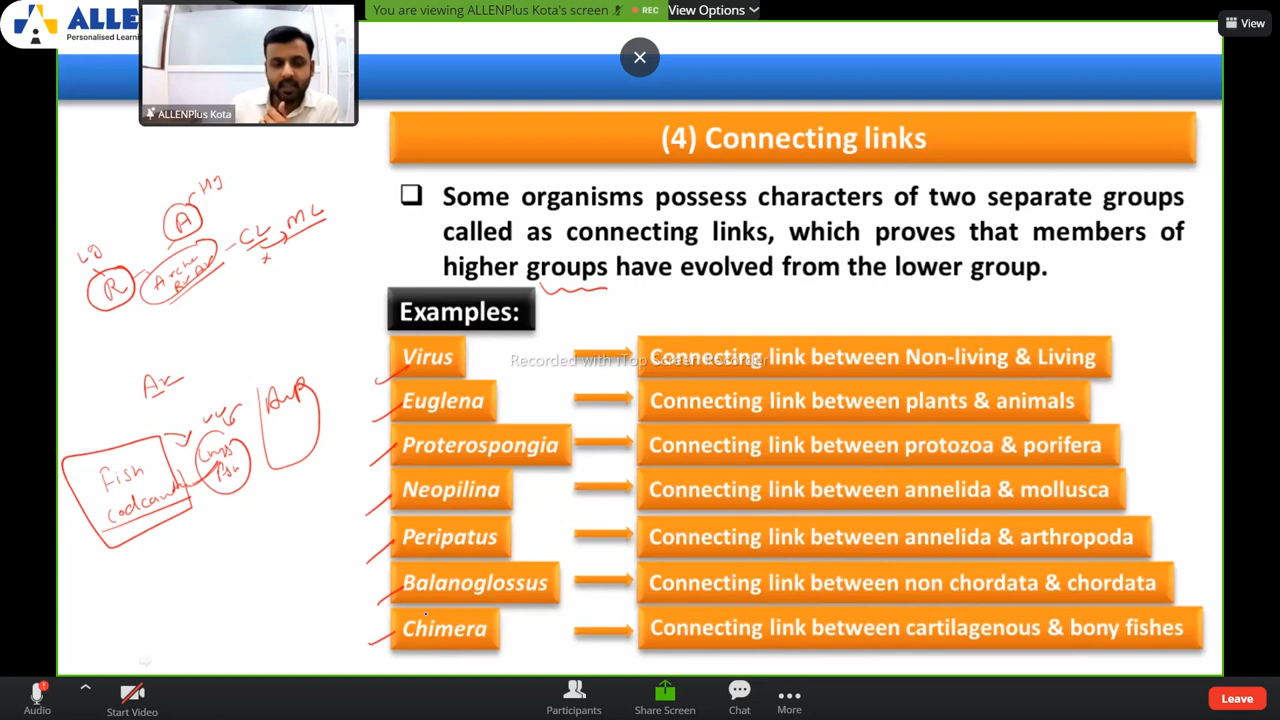 You are viewing ALLENPlus Kota's screen
REC
View Options
View
ALLE
Personalised Learni
ALLENPlus Kota
(4) Connecting links
Some organisms possess characters of two separate groups
called as connecting links, which proves that members of
higher groups have evolved from the lower group.
Examples:
Virus Connecting link between Non-living & Living
Recorded with iTop Screen Recorder
Euglena Connecting link between plants & animals
Proterospongia Connecting link between protozoa & porifera
Neopilina Connecting link between annelida & mollusca
Peripatus Connecting link between annelida & arthropoda
Balanoglossus Connecting link between non chordata & chordata
Chimera Connecting link between cartilagenous & bony fishes
A
R
CL
ML
Fish
Audio
Start Video
Participants
Share Screen
Chat
More
Leave